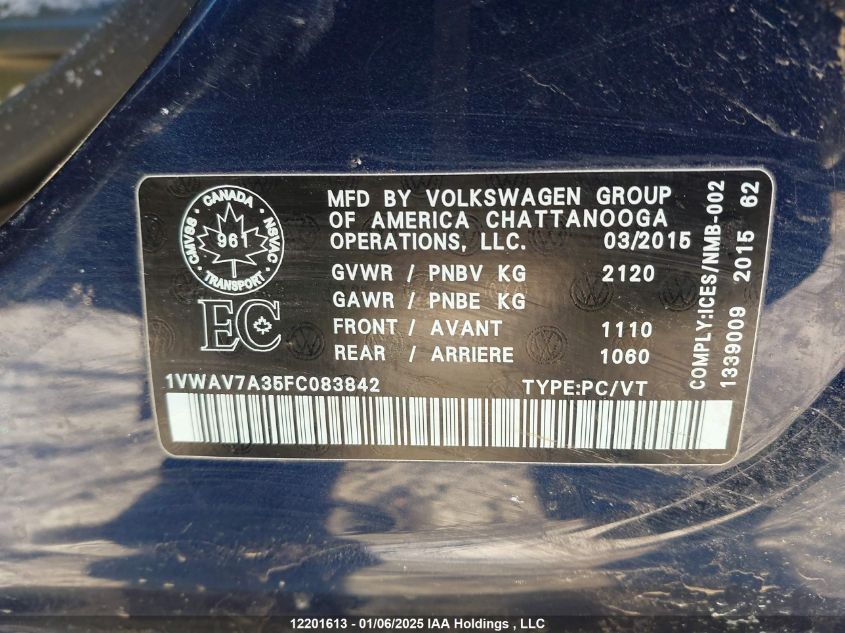 CANADA
CMVSS NSVAC
961
TRANSPORT
EC
MFD BY VOLKSWAGEN GROUP
OF AMERICA CHATTANOOGA
OPERATIONS, LLC. 03/2015
GVWR / PNBV KG 2120
GAWR / PNBE KG
FRONT / AVANT 1110
REAR / ARRIERE 1060
1VWAV7A35FC083842 TYPE:PC/VT
COMPLY:ICES/NMB-002
1339009 2015 62
12201613 - 01/06/2025 IAA Holdings , LLC